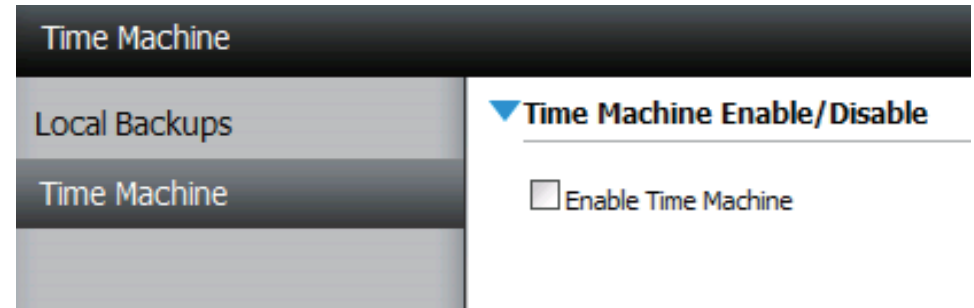 Time Machine
Local Backups
Time Machine
Time Machine Enable/Disable
Enable Time Machine